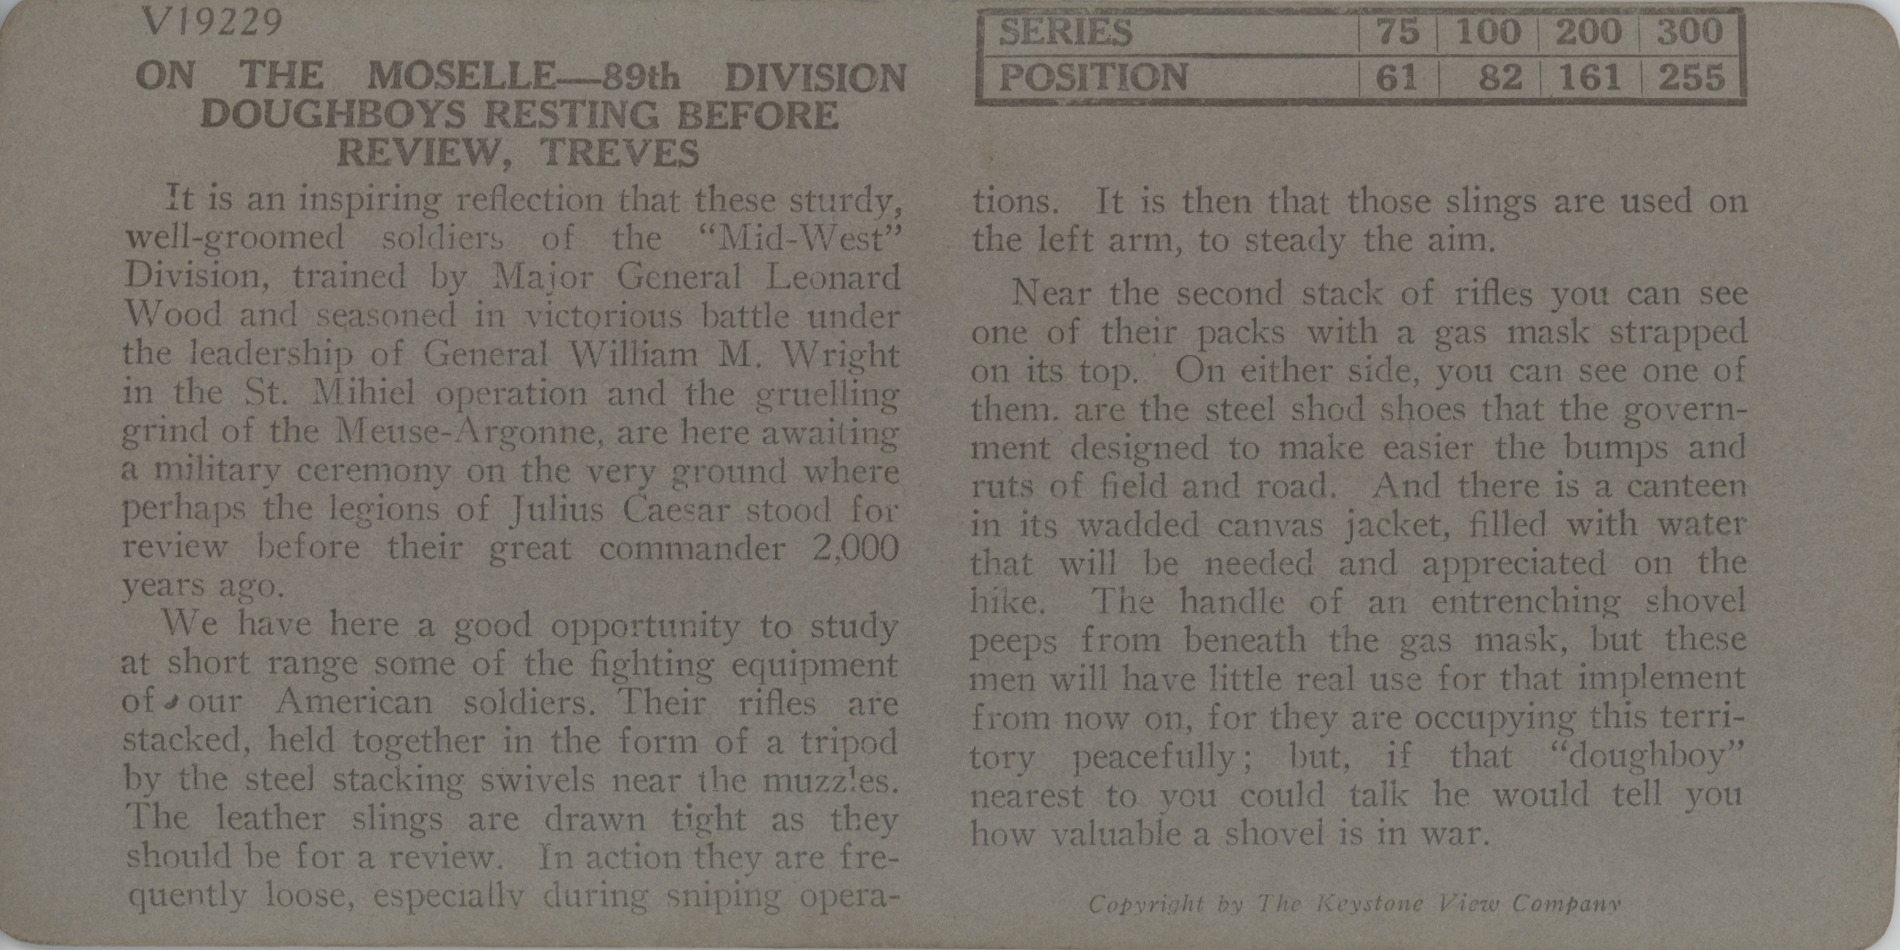 V19229
ON THE MOSELLE—89th DIVISION
DOUGHBOYS RESTING BEFORE
REVIEW, TREVES
It is an inspiring reflection that these sturdy,
well-groomed soldiers of the “Mid-West”
Division, trained by Major General Leonard
Wood and seasoned in victorious battle under
the leadership of General William M. Wright
in the St. Mihiel operation and the gruelling
grind of the Meuse-Argonne, are here awaiting
a military ceremony on the very ground where
perhaps the legions of Julius Caesar stood for
review before their great commander 2,000
years ago.
We have here a good opportunity to study
at short range some of the fighting equipment
of our American soldiers. Their rifles are
stacked, held together in the form of a tripod
by the steel stacking swivels near the muzzles.
The leather slings are drawn tight as they
should be for a review. In action they are fre-
quently loose, especially during sniping opera-
SERIES 75 100 200 300
POSITION 61 82 161 255
tions. It is then that those slings are used on
the left arm, to steady the aim.
Near the second stack of rifles you can see
one of their packs with a gas mask strapped
on its top. On either side, you can see one of
them. are the steel shod shoes that the govern-
ment designed to make easier the bumps and
ruts of field and road. And there is a canteen
in its wadded canvas jacket, filled with water
that will be needed and appreciated on the
hike. The handle of an entrenching shovel
peeps from beneath the gas mask, but these
men will have little real use for that implement
from now on, for they are occupying this terri-
tory peacefully; but, if that “doughboy”
nearest to you could talk he would tell you
how valuable a shovel is in war.
Copyright by The Keystone View Company